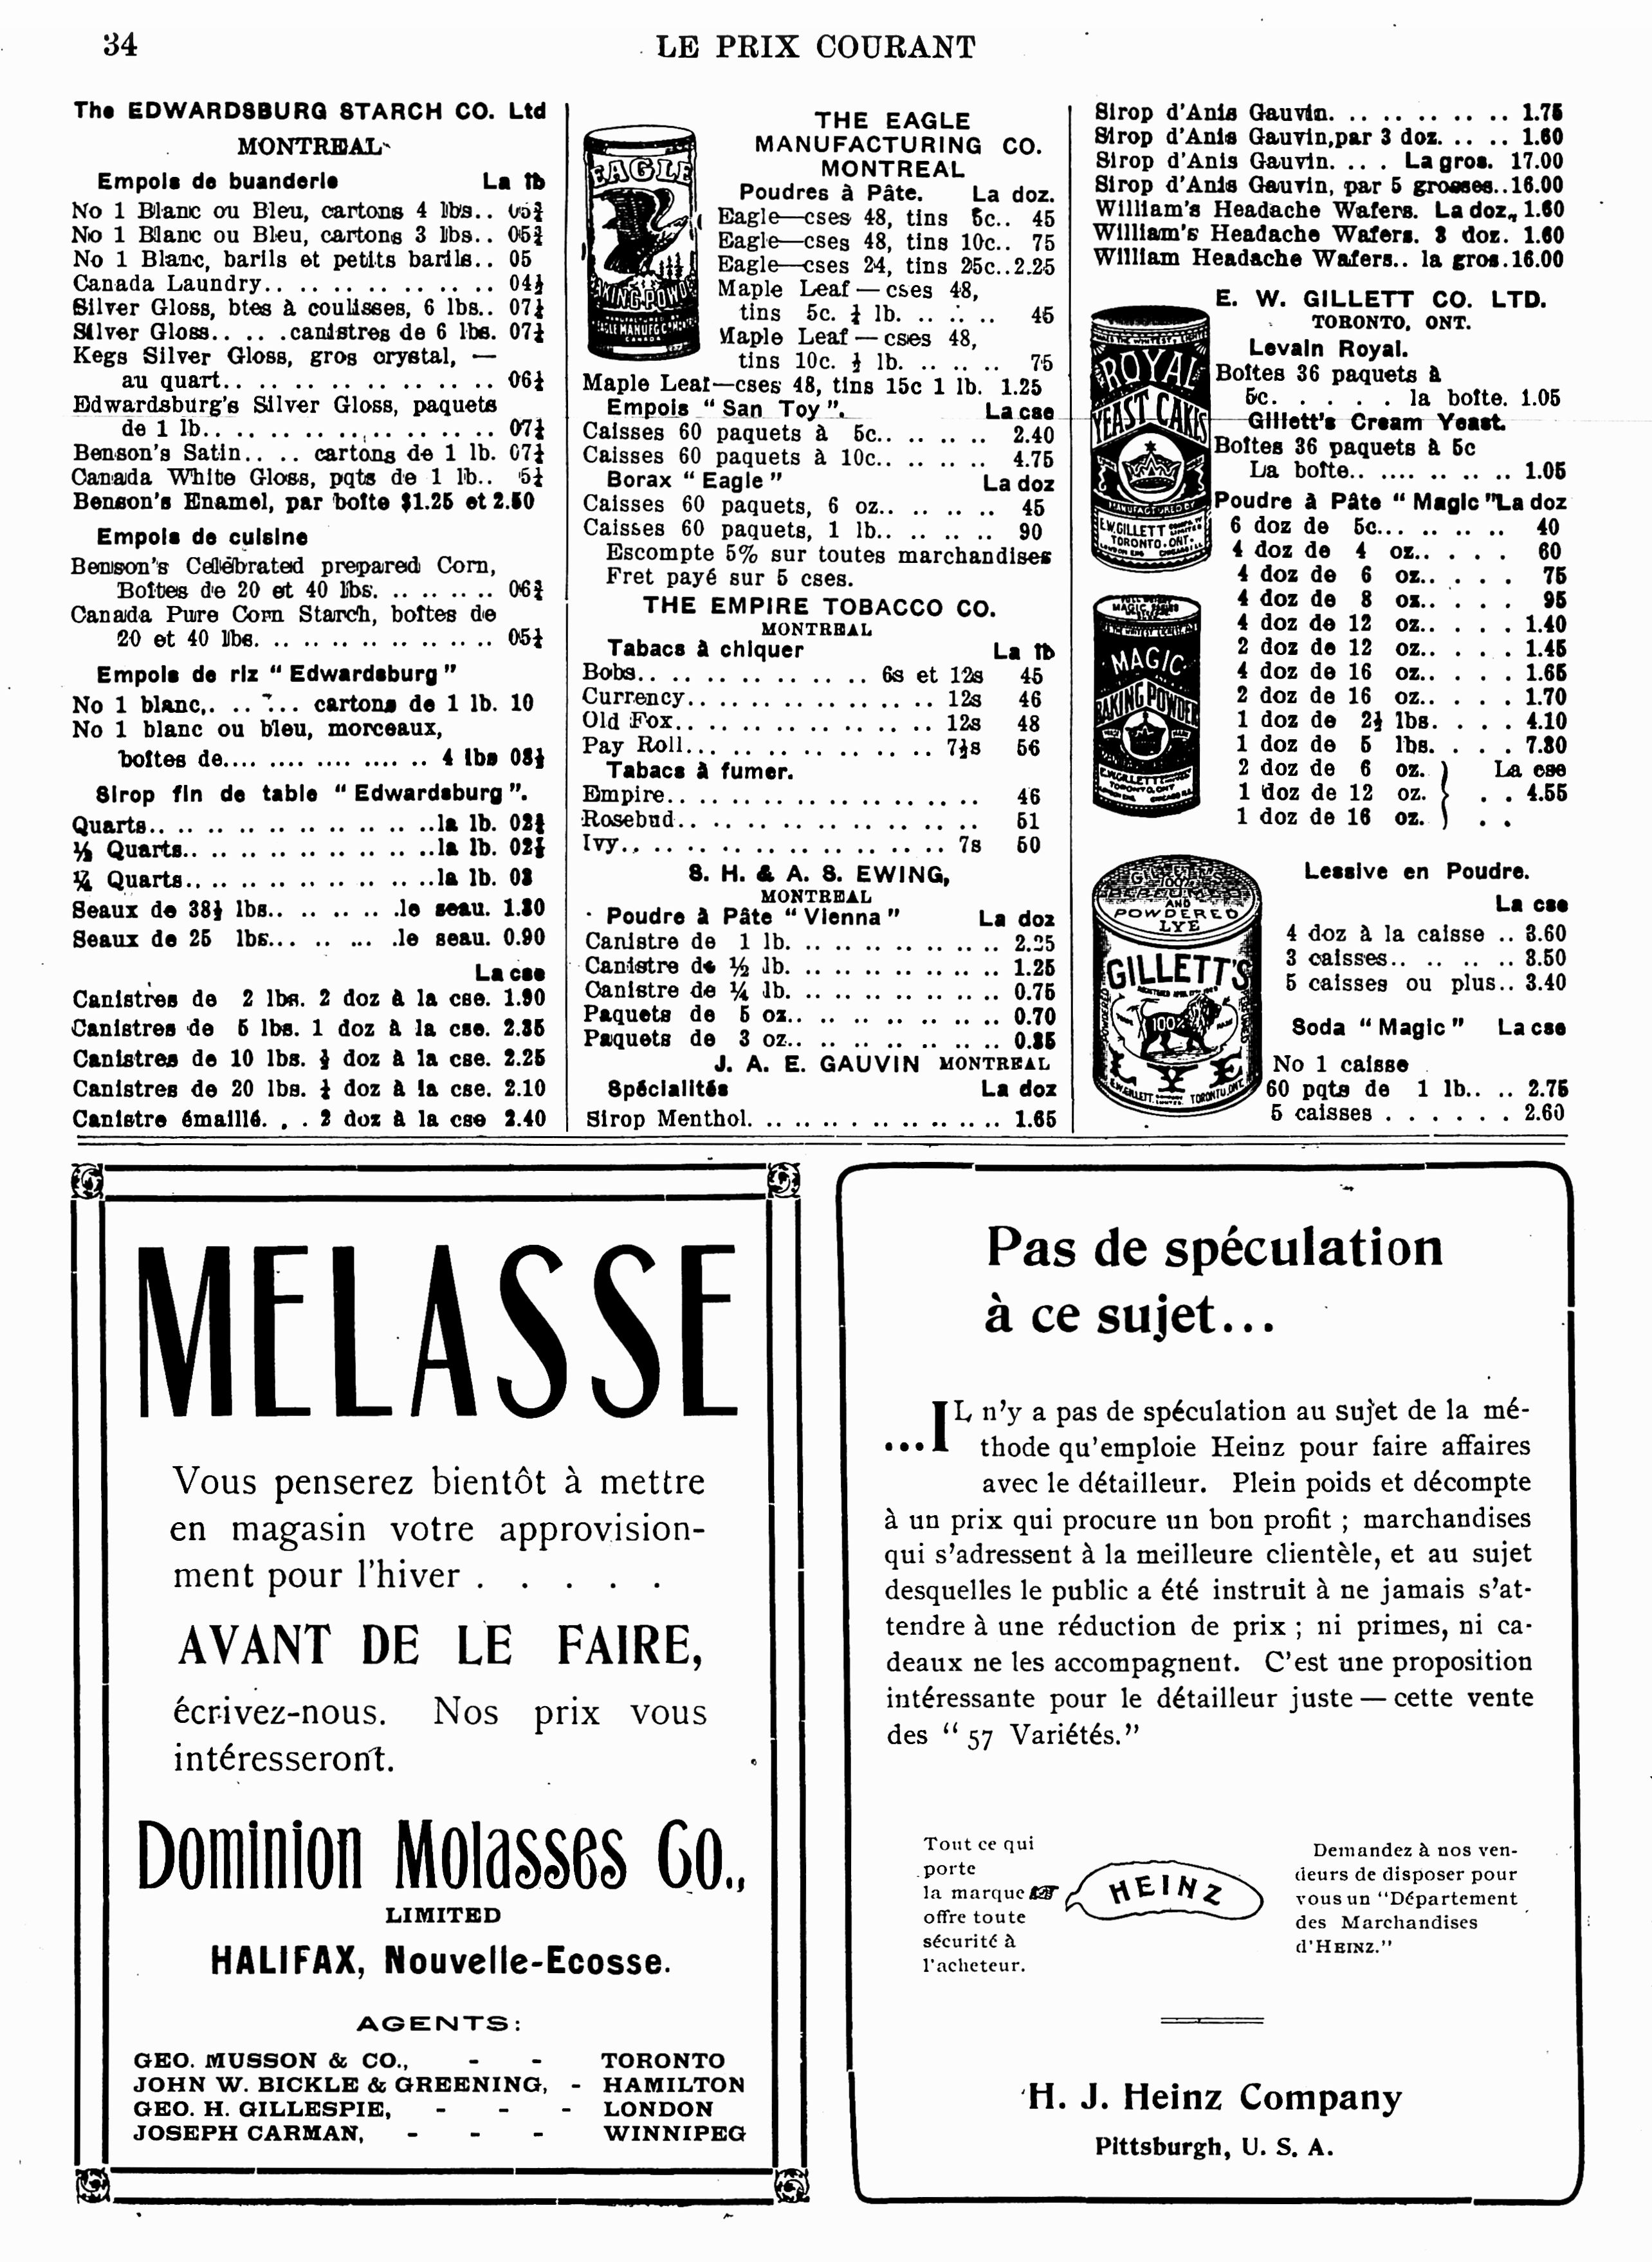 34
LE PRIX COURANT
The EDWARDSBURG STARCH CO. Ltd
MONTREAL
Empois de buanderie La lb
No 1 Blanc ou Bleu, cartons 4 lbs..
No 1 Blanc ou Bleu, cartons 3 lbs..
No 1 Blanc, barils et petits barils.. 05
Canada Laundry.. .. .. .. .. .. .. ..
Silver Gloss, btes à coulisses, 6 lbs..
Silver Gloss.. .. . .canistres de 6 lbs.
Kegs Silver Gloss, gros crystal, —
au quart.. .. .. .. .. .. .. .. ..
Edwardsburg's Silver Gloss, paquets
de 1 lb.. .. .. .. .. .. .. .. .. ..
Benson's Satin.. .. .. cartons de 1 lb.
Canada White Gloss, pqts de 1 lb..
Benson's Enamel, par boîte $1.25 et 2.50
Empois de cuisine
Benson's Celebrated prepared Corn,
Boîtes de 20 et 40 lbs. .. .. .. ..
Canada Pure Corn Starch, boîtes de
20 et 40 lbs. .. .. .. .. .. .. .. ..
Empois de riz " Edwardsburg "
No 1 blanc,. .. .. ... cartons de 1 lb. 10
No 1 blanc ou bleu, morceaux,
boîtes de.... .... .... .... .. 4 lbs 08½
Sirop fin de table " Edwardsburg ".
Quarts.. .. .. .. .. .. .. .. .. ..la lb.
½ Quarts.. .. .. .. .. .. .. .. ..la lb.
¼ Quarts.. .. .. .. .. .. .. .. ..la lb. 03
Seaux de 38½ lbs.. .. .. .. .le seau. 1.30
Seaux de 25 lbs... .. .. ... .le seau. 0.90
La cse
Canistres de 2 lbs. 2 doz à la cse. 1.90
Canistres de 5 lbs. 1 doz à la cse. 2.35
Canistres de 10 lbs. ½ doz à la cse. 2.25
Canistres de 20 lbs. ¼ doz à la cse. 2.10
Canistre émaillé. . . 2 doz à la cse 2.40
EAGLE
BAKING POWDER
THE EAGLE
MANUFACTURING CO.
MONTREAL
Poudres à Pâte. La doz.
Eagle—cses 48, tins 5c.. 45
Eagle—cses 48, tins 10c.. 75
Eagle—cses 24, tins 25c..2.25
Maple Leaf — cses 48,
tins 5c. ¼ lb. .. .. .. 45
Maple Leaf — cses 48,
tins 10c. ½ lb. .. .. .. 75
Maple Leaf—cses 48, tins 15c 1 lb. 1.25
Empois " San Toy ". La cse
Caisses 60 paquets à 5c.. .. .. .. 2.40
Caisses 60 paquets à 10c.. .. .. .. 4.75
Borax " Eagle " La doz
Caisses 60 paquets, 6 oz.. .. .. .. 45
Caisses 60 paquets, 1 lb.. .. .. .. 90
Escompte 5% sur toutes marchandises
Fret payé sur 5 cses.
THE EMPIRE TOBACCO CO.
MONTREAL
Tabacs à chiquer La lb
Bobs.. .. .. .. .. .. .. .. 6s et 12s 45
Currency.. .. .. .. .. .. .. .. .. 12s 46
Old Fox.. .. .. .. .. .. .. .. .. 12s 48
Pay Roll... .. .. .. .. .. .. .. .. 7½s 56
Tabacs à fumer.
Empire.. .. .. .. .. .. .. .. .. .. 46
Rosebud.. .. .. .. .. .. .. .. .. .. 51
Ivy.. .. .. .. .. .. .. .. .. .. .. 7s 50
S. H. & A. S. EWING,
MONTREAL
Poudre à Pâte " Vienna " La doz
Canistre de 1 lb. .. .. .. .. .. .. .. 2.25
Canistre de ½ lb. .. .. .. .. .. .. .. 1.25
Canistre de ¼ lb. .. .. .. .. .. .. .. 0.75
Paquets de 5 oz.. .. .. .. .. .. .. .. 0.70
Paquets de 3 oz.. .. .. .. .. .. .. .. 0.35
J. A. E. GAUVIN MONTREAL
Spécialités La doz
Sirop Menthol. .. .. .. . .. .. .. .. 1.65
Sirop d'Anis Gauvin. .. .. .. .. .. 1.75
Sirop d'Anis Gauvin,par 3 doz. .. .. 1.60
Sirop d'Anis Gauvin. .. . La gros. 17.00
Sirop d'Anis Gauvin, par 5 grosses..16.00
William's Headache Wafers. La doz, 1.60
William's Headache Wafers. 3 doz. 1.60
William Headache Wafers.. la gros.16.00
E. W. GILLETT CO. LTD.
TORONTO, ONT.
ROYAL
YEAST CAKES
E.W.GILLETT
TORONTO.ONT.
Levain Royal.
Boîtes 36 paquets à
5c. . . . . . la boîte. 1.05
Gillett's Cream Yeast.
Boîtes 36 paquets à 5c
La boîte.. .... .. .. .. 1.05
Poudre à Pâte " Magic " La doz
6 doz de 5c... .. .. .. 40
4 doz de 4 oz.. . . . 60
4 doz de 6 oz.. . . . 75
4 doz de 8 oz.. . . . 95
4 doz de 12 oz.. . . . 1.40
2 doz de 12 oz.. . . . 1.45
4 doz de 16 oz.. . . . 1.65
2 doz de 16 oz.. . . . 1.70
1 doz de 2½ lbs. . . . 4.10
1 doz de 5 lbs. . . . 7.30
2 doz de 6 oz. } La cse
1 doz de 12 oz. } . . 4.55
1 doz de 16 oz. } . .
MAGIC
BAKING POWDER
E.W.GILLETT
Lessive en Poudre.
La cse
4 doz à la caisse .. 3.60
3 caisses.. .. .. .. 3.50
5 caisses ou plus.. 3.40
Soda " Magic " La cse
No 1 caisse
60 pqts de 1 lb.. .. 2.75
5 caisses . . . . . . 2.60
100%
AND
POWDERED
LYE
GILLETT'S
100%
TORONTO.ONT.
MELASSE
Vous penserez bientôt à mettre
en magasin votre approvision-
ment pour l'hiver . . . . .
AVANT DE LE FAIRE,
écrivez-nous. Nos prix vous
intéresseront.
Dominion Molasses Co.,
LIMITED
HALIFAX, Nouvelle-Ecosse.
AGENTS:
GEO. MUSSON & CO., - - TORONTO
JOHN W. BICKLE & GREENING, - HAMILTON
GEO. H. GILLESPIE, - - - LONDON
JOSEPH CARMAN, - - - WINNIPEG
Pas de spéculation
à ce sujet...
...IL n'y a pas de spéculation au sujet de la mé-
thode qu'emploie Heinz pour faire affaires
avec le détailleur. Plein poids et décompte
à un prix qui procure un bon profit ; marchandises
qui s'adressent à la meilleure clientèle, et au sujet
desquelles le public a été instruit à ne jamais s'at-
tendre à une réduction de prix ; ni primes, ni ca-
deaux ne les accompagnent. C'est une proposition
intéressante pour le détailleur juste — cette vente
des " 57 Variétés."
Tout ce qui
porte
la marque
offre toute
sécurité à
l'acheteur.
HEINZ
Demandez à nos ven-
deurs de disposer pour
vous un "Département
des Marchandises
d'HEINZ."
H. J. Heinz Company
Pittsburgh, U. S. A.